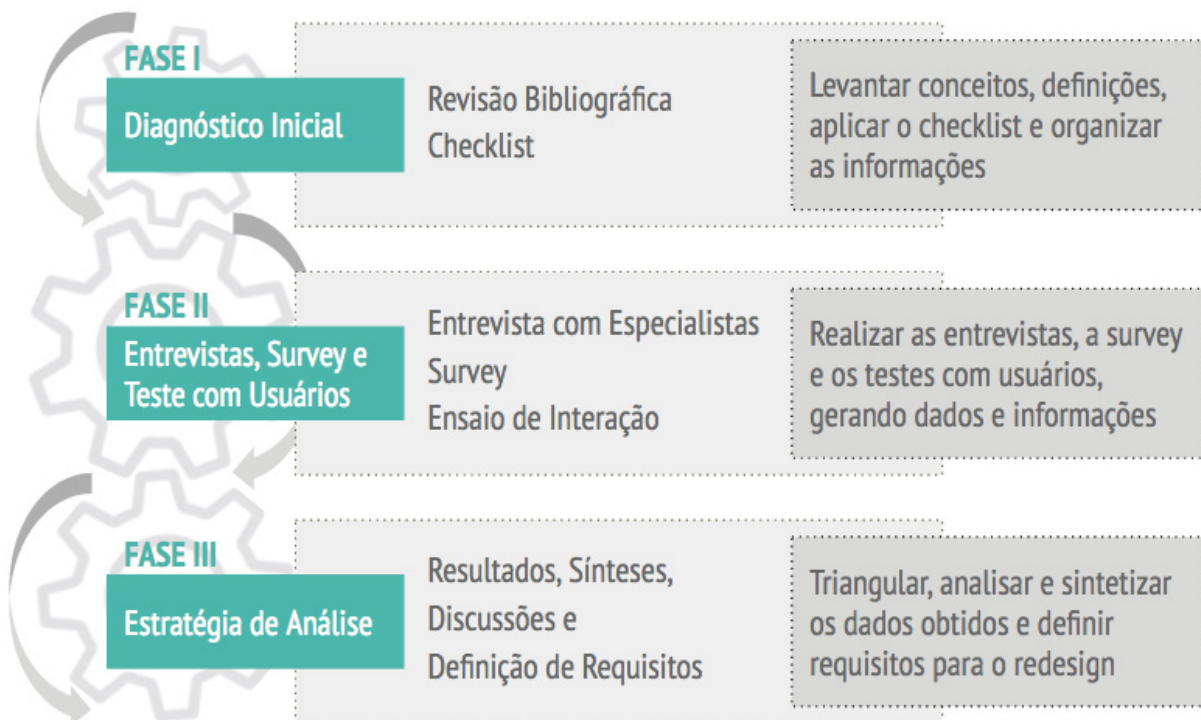 FASE I
Diagnóstico Inicial
Revisão Bibliográfica
Checklist
Levantar conceitos, definições,
aplicar o checklist e organizar
as informações
FASE II
Entrevistas, Survey e
Teste com Usuários
Entrevista com Especialistas
Survey
Ensaio de Interação
Realizar as entrevistas, a survey
e os testes com usuários,
gerando dados e informações
FASE III
Estratégia de Análise
Resultados, Sínteses,
Discussões e
Definição de Requisitos
Triangular, analisar e sintetizar
os dados obtidos e definir
requisitos para o redesign